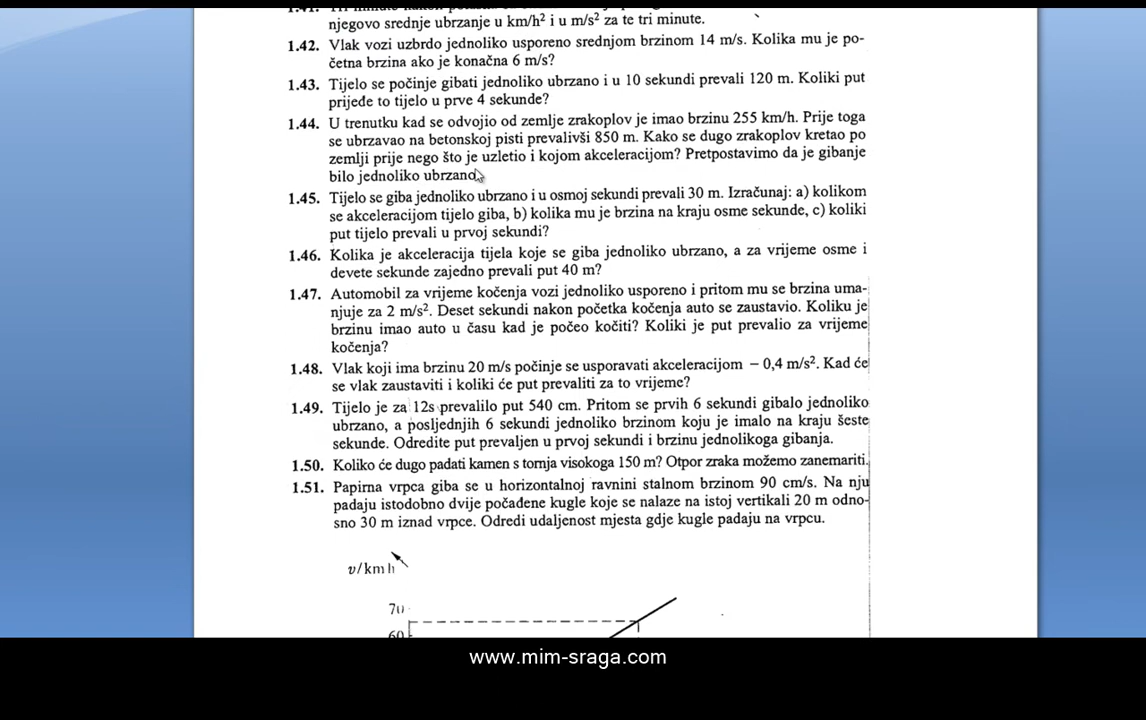 njegovo srednje ubrzanje u km/h² i u m/s² za te tri minute.
1.42. Vlak vozi uzbrdo jednoliko usporeno srednjom brzinom 14 m/s. Kolika mu je po-
četna brzina ako je konačna 6 m/s?
1.43. Tijelo se počinje gibati jednoliko ubrzano i u 10 sekundi prevali 120 m. Koliki put
prijeđe to tijelo u prve 4 sekunde?
1.44. U trenutku kad se odvojio od zemlje zrakoplov je imao brzinu 255 km/h. Prije toga
se ubrzavao na betonskoj pisti prevalivši 850 m. Kako se dugo zrakoplov kretao po
zemlji prije nego što je uzletio i kojom akceleracijom? Pretpostavimo da je gibanje
bilo jednoliko ubrzano.
1.45. Tijelo se giba jednoliko ubrzano i u osmoj sekundi prevali 30 m. Izračunaj: a) kolikom
se akceleracijom tijelo giba, b) kolika mu je brzina na kraju osme sekunde, c) koliki
put tijelo prevali u prvoj sekundi?
1.46. Kolika je akceleracija tijela koje se giba jednoliko ubrzano, a za vrijeme osme i
devete sekunde zajedno prevali put 40 m?
1.47. Automobil za vrijeme kočenja vozi jednoliko usporeno i pritom mu se brzina uma-
njuje za 2 m/s². Deset sekundi nakon početka kočenja auto se zaustavio. Koliku je
brzinu imao auto u času kad je počeo kočiti? Koliki je put prevalio za vrijeme
kočenja?
1.48. Vlak koji ima brzinu 20 m/s počinje se usporavati akceleracijom − 0,4 m/s². Kad će
se vlak zaustaviti i koliki će put prevaliti za to vrijeme?
1.49. Tijelo je za 12s prevalilo put 540 cm. Pritom se prvih 6 sekundi gibalo jednoliko
ubrzano, a posljednjih 6 sekundi jednoliko brzinom koju je imalo na kraju šeste
sekunde. Odredite put prevaljen u prvoj sekundi i brzinu jednolikoga gibanja.
1.50. Koliko će dugo padati kamen s tornja visokoga 150 m? Otpor zraka možemo zanemariti.
1.51. Papirna vrpca giba se u horizontalnoj ravnini stalnom brzinom 90 cm/s. Na nju
padaju istodobno dvije počađene kugle koje se nalaze na istoj vertikali 20 m odno-
sno 30 m iznad vrpce. Odredi udaljenost mjesta gdje kugle padaju na vrpcu.
v/km h
70
60
www.mim-sraga.com